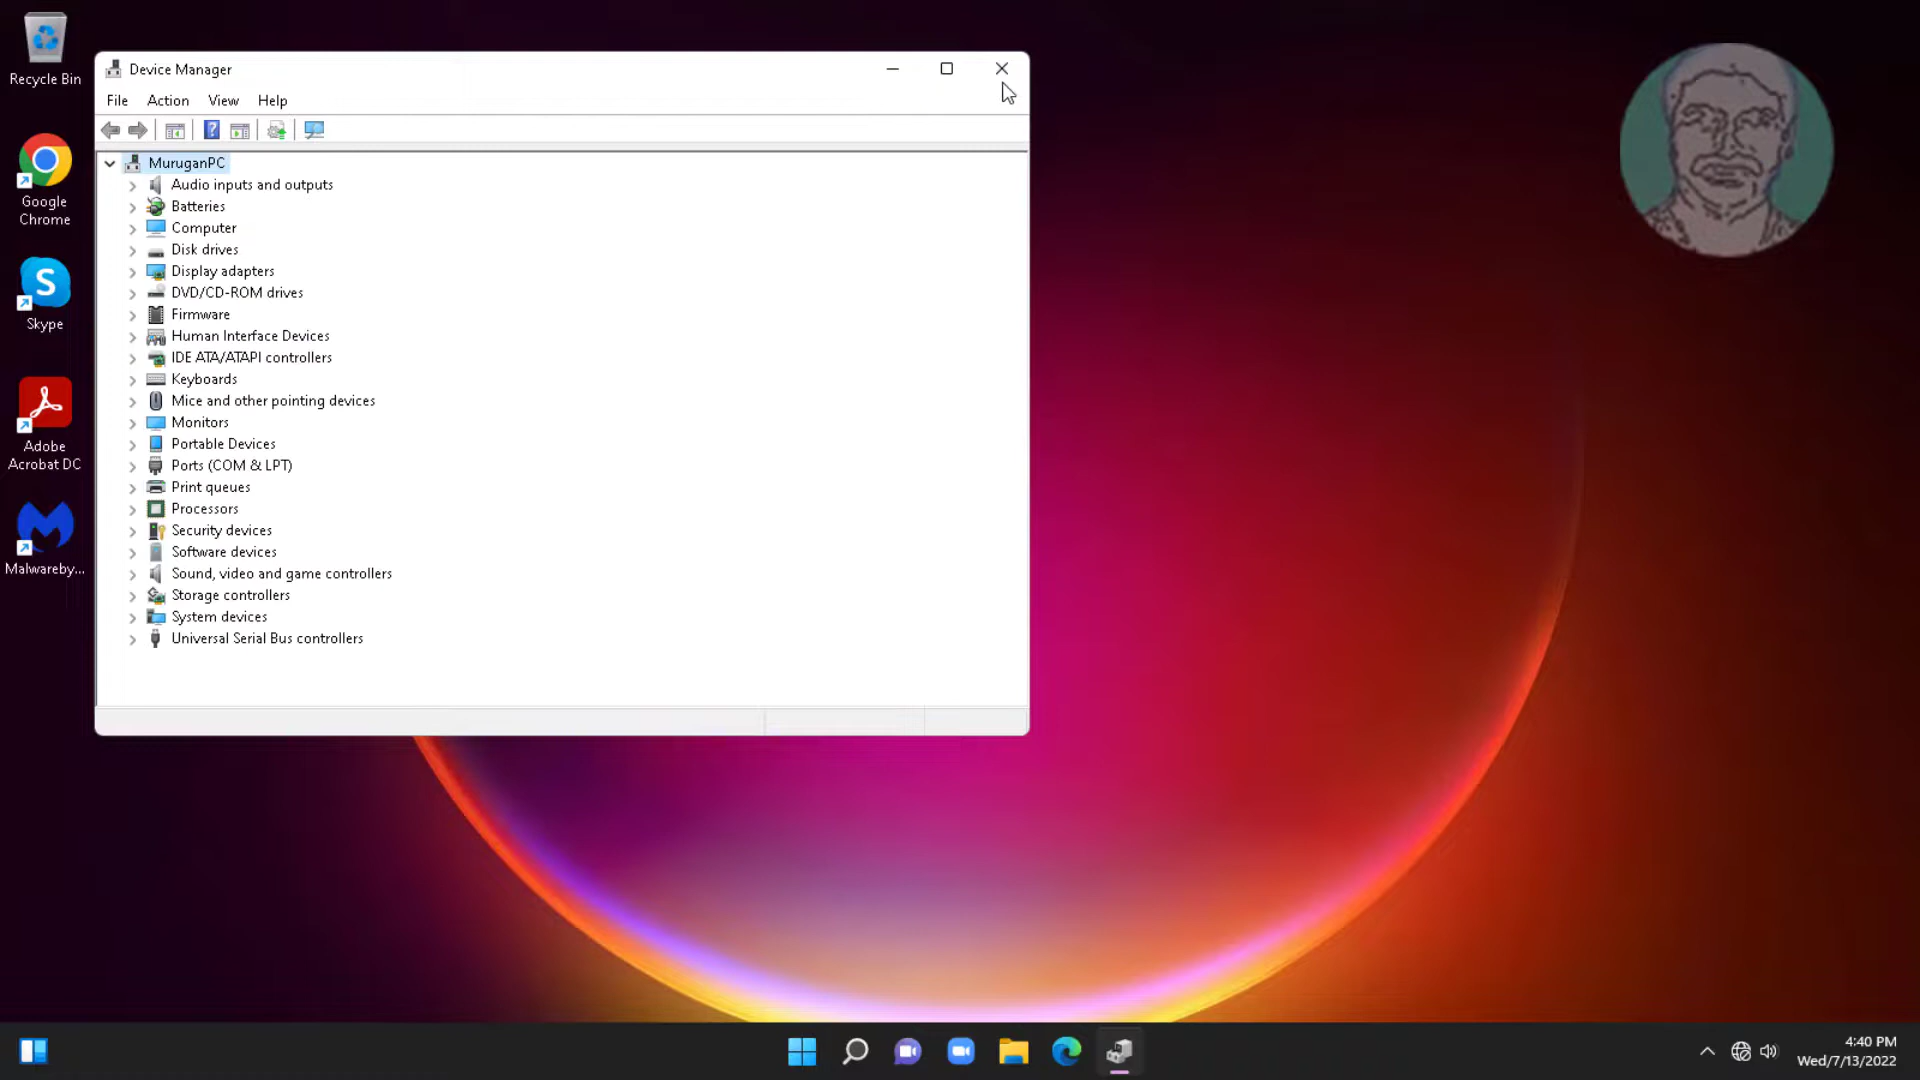 Recycle Bin
Google
Chrome
Skype
Adobe
Acrobat DC
Malwareby...
Device Manager
File Action View Help
MuruganPC
Audio inputs and outputs
Batteries
Computer
Disk drives
Display adapters
DVD/CD-ROM drives
Firmware
Human Interface Devices
IDE ATA/ATAPI controllers
Keyboards
Mice and other pointing devices
Monitors
Portable Devices
Ports (COM & LPT)
Print queues
Processors
Security devices
Software devices
Sound, video and game controllers
Storage controllers
System devices
Universal Serial Bus controllers
4:40 PM
Wed/7/13/2022